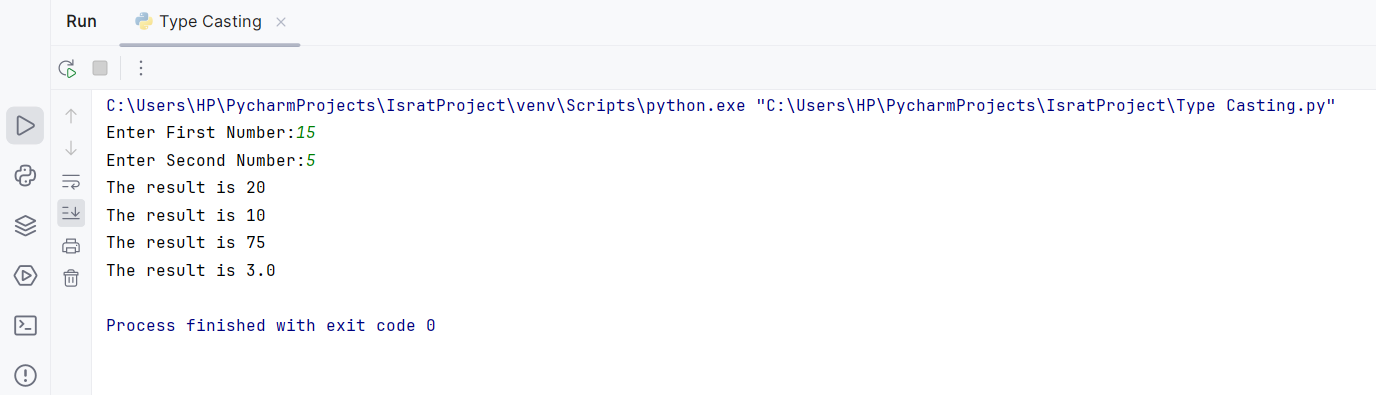 Run
Type Casting
C:\Users\HP\PycharmProjects\IsratProject\venv\Scripts\python.exe "C:\Users\HP\PycharmProjects\IsratProject\Type Casting.py"
Enter First Number:15
Enter Second Number:5
The result is 20
The result is 10
The result is 75
The result is 3.0
Process finished with exit code 0